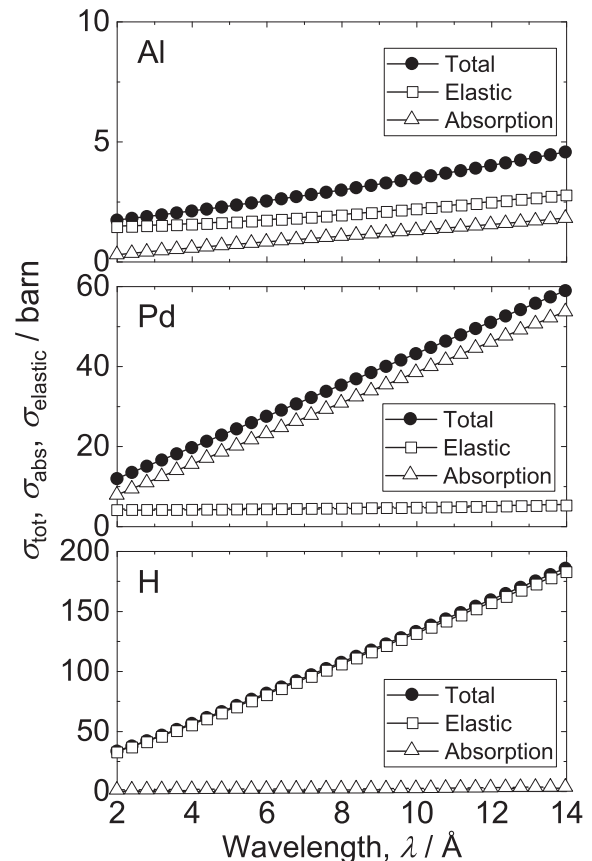 σtot, σabs, σelastic / barn
10
Al
Total
Elastic
Absorption
5
0
60
Pd
40
Total
Elastic
Absorption
20
0
200
H
150
100
Total
Elastic
Absorption
50
0
2 4 6 8 10 12 14
Wavelength, λ / Å